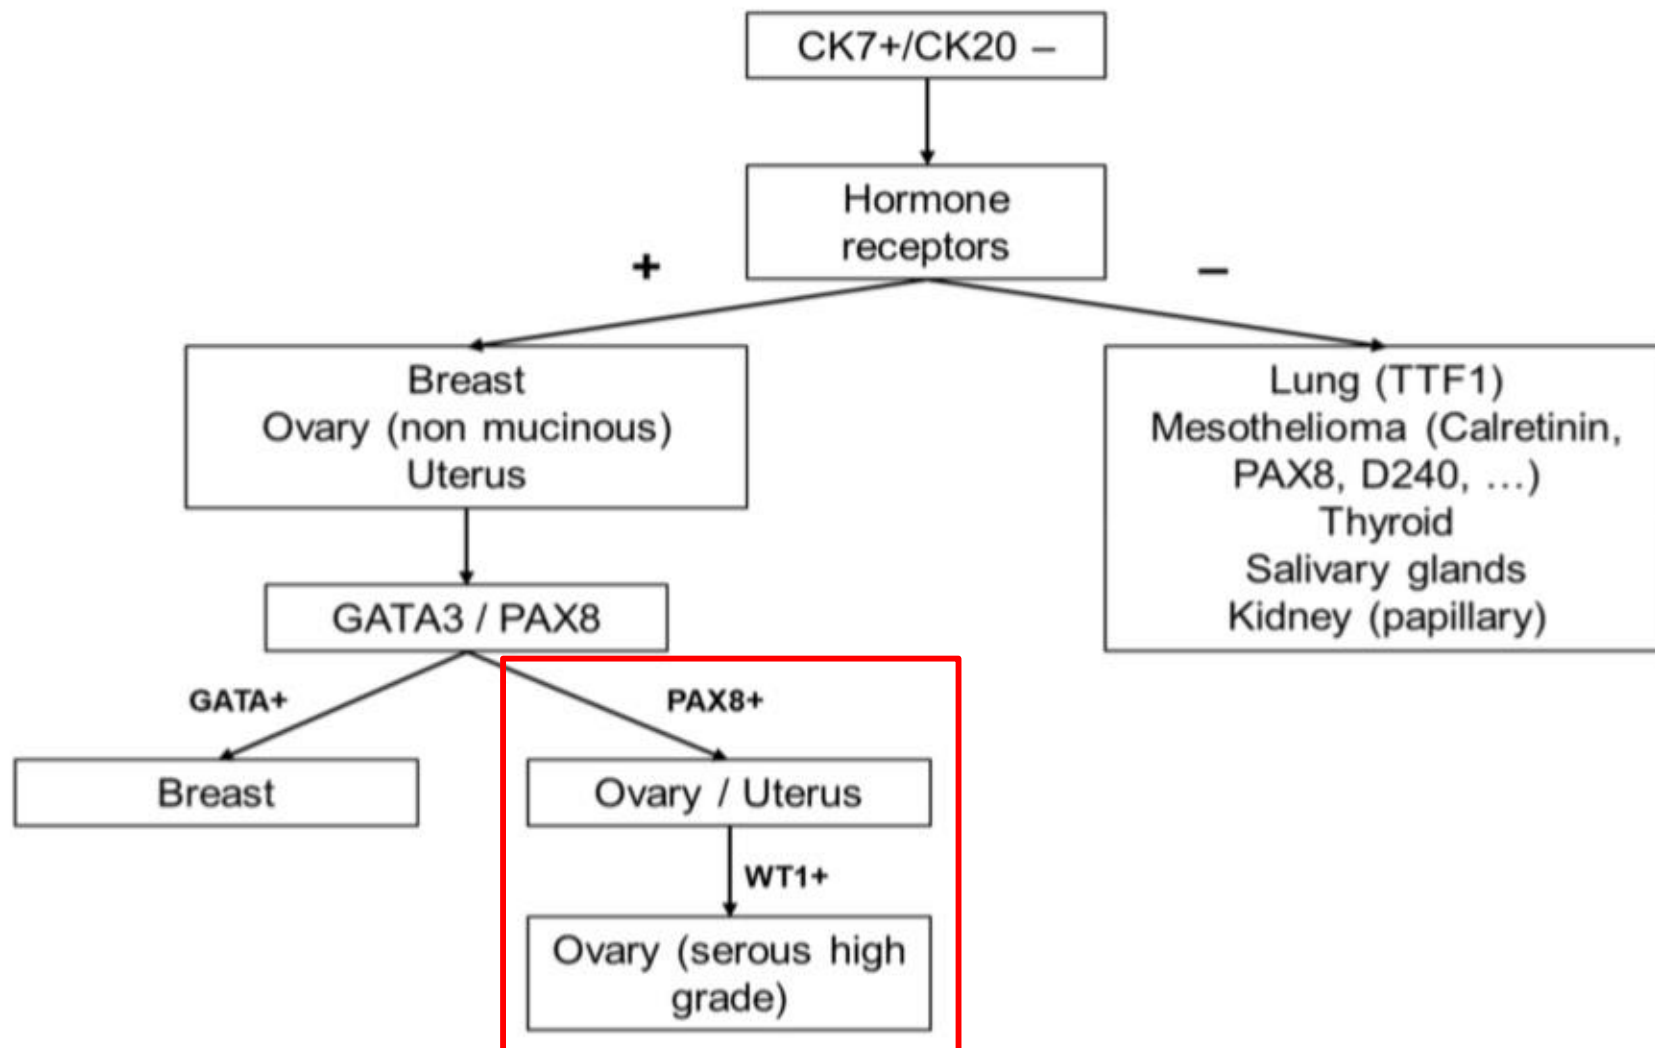 CK7+/CK20 –
Hormone
receptors
+
–
Breast
Ovary (non mucinous)
Uterus
Lung (TTF1)
Mesothelioma (Calretinin,
PAX8, D240, ...)
Thyroid
Salivary glands
Kidney (papillary)
GATA3 / PAX8
GATA+
PAX8+
Breast
Ovary / Uterus
WT1+
Ovary (serous high
grade)